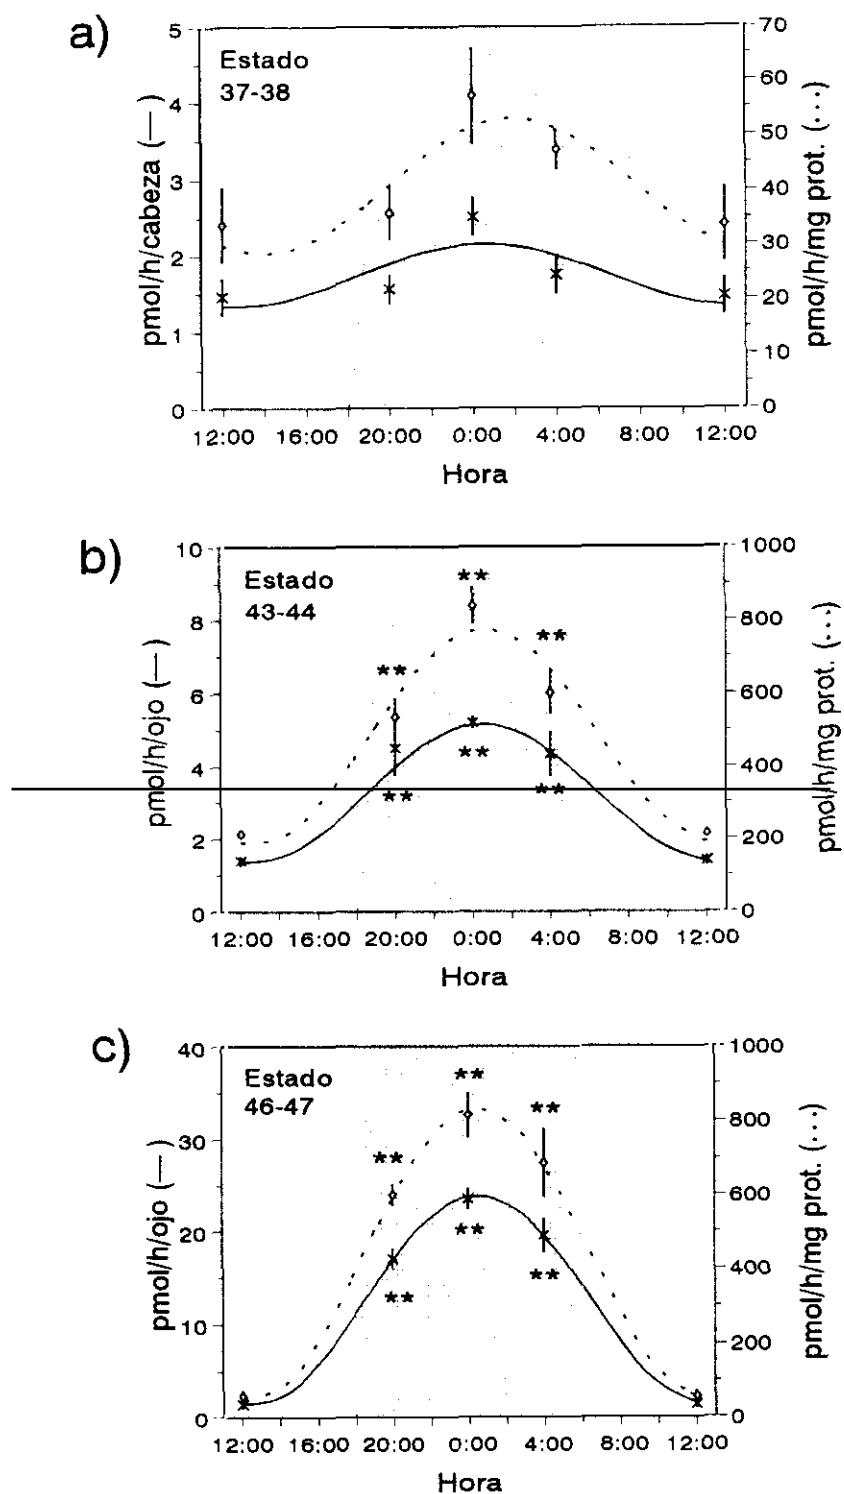 a)
Estado
37-38
pmol/h/cabeza (—)
5
4
3
2
1
0
pmol/h/mg prot. (···)
70
60
50
40
30
20
10
0
12:00 16:00 20:00 0:00 4:00 8:00 12:00
Hora
b)
Estado
43-44
pmol/h/ojo (—)
10
8
6
4
2
0
pmol/h/mg prot. (···)
1000
800
600
400
200
0
** 
**
**
**
**
**
12:00 16:00 20:00 0:00 4:00 8:00 12:00
Hora
c)
Estado
46-47
pmol/h/ojo (—)
40
30
20
10
0
pmol/h/mg prot. (···)
1000
800
600
400
200
0
**
**
**
**
**
**
12:00 16:00 20:00 0:00 4:00 8:00 12:00
Hora